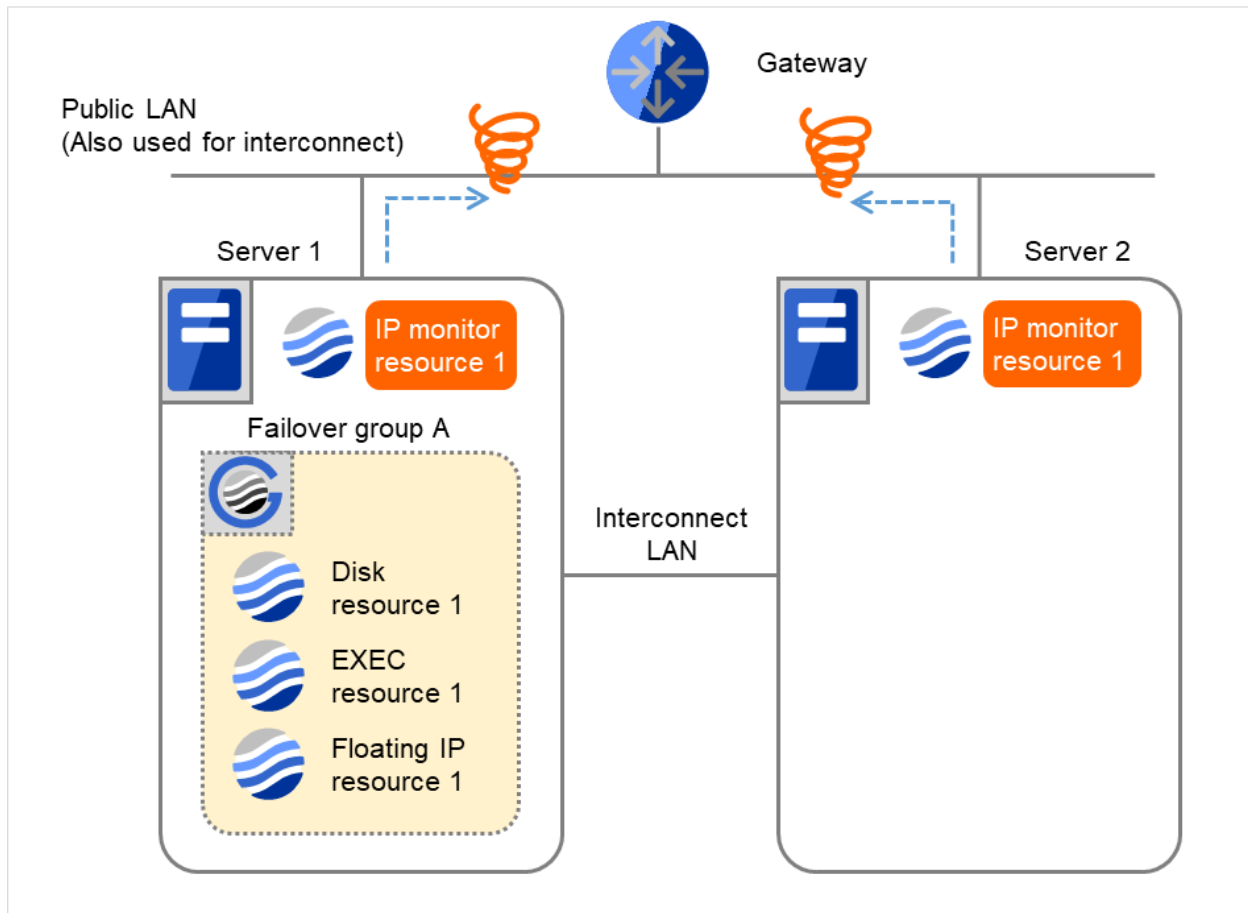 Gateway
Public LAN
(Also used for interconnect)
Server 1
Server 2
IP monitor
resource 1
IP monitor
resource 1
Failover group A
Interconnect
LAN
Disk
resource 1
EXEC
resource 1
Floating IP
resource 1